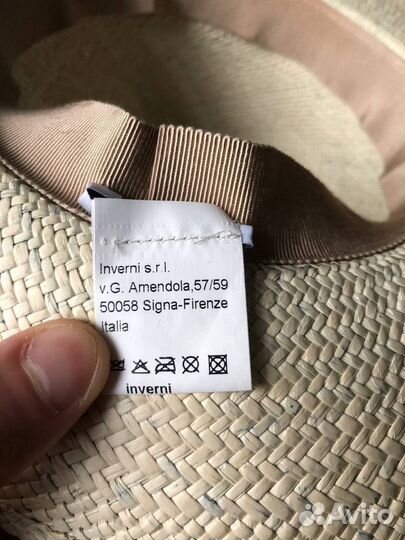 Inverni s.r.l.
v.G. Amendola,57/59
50058 Signa-Firenze
Italia
inverni
Avito